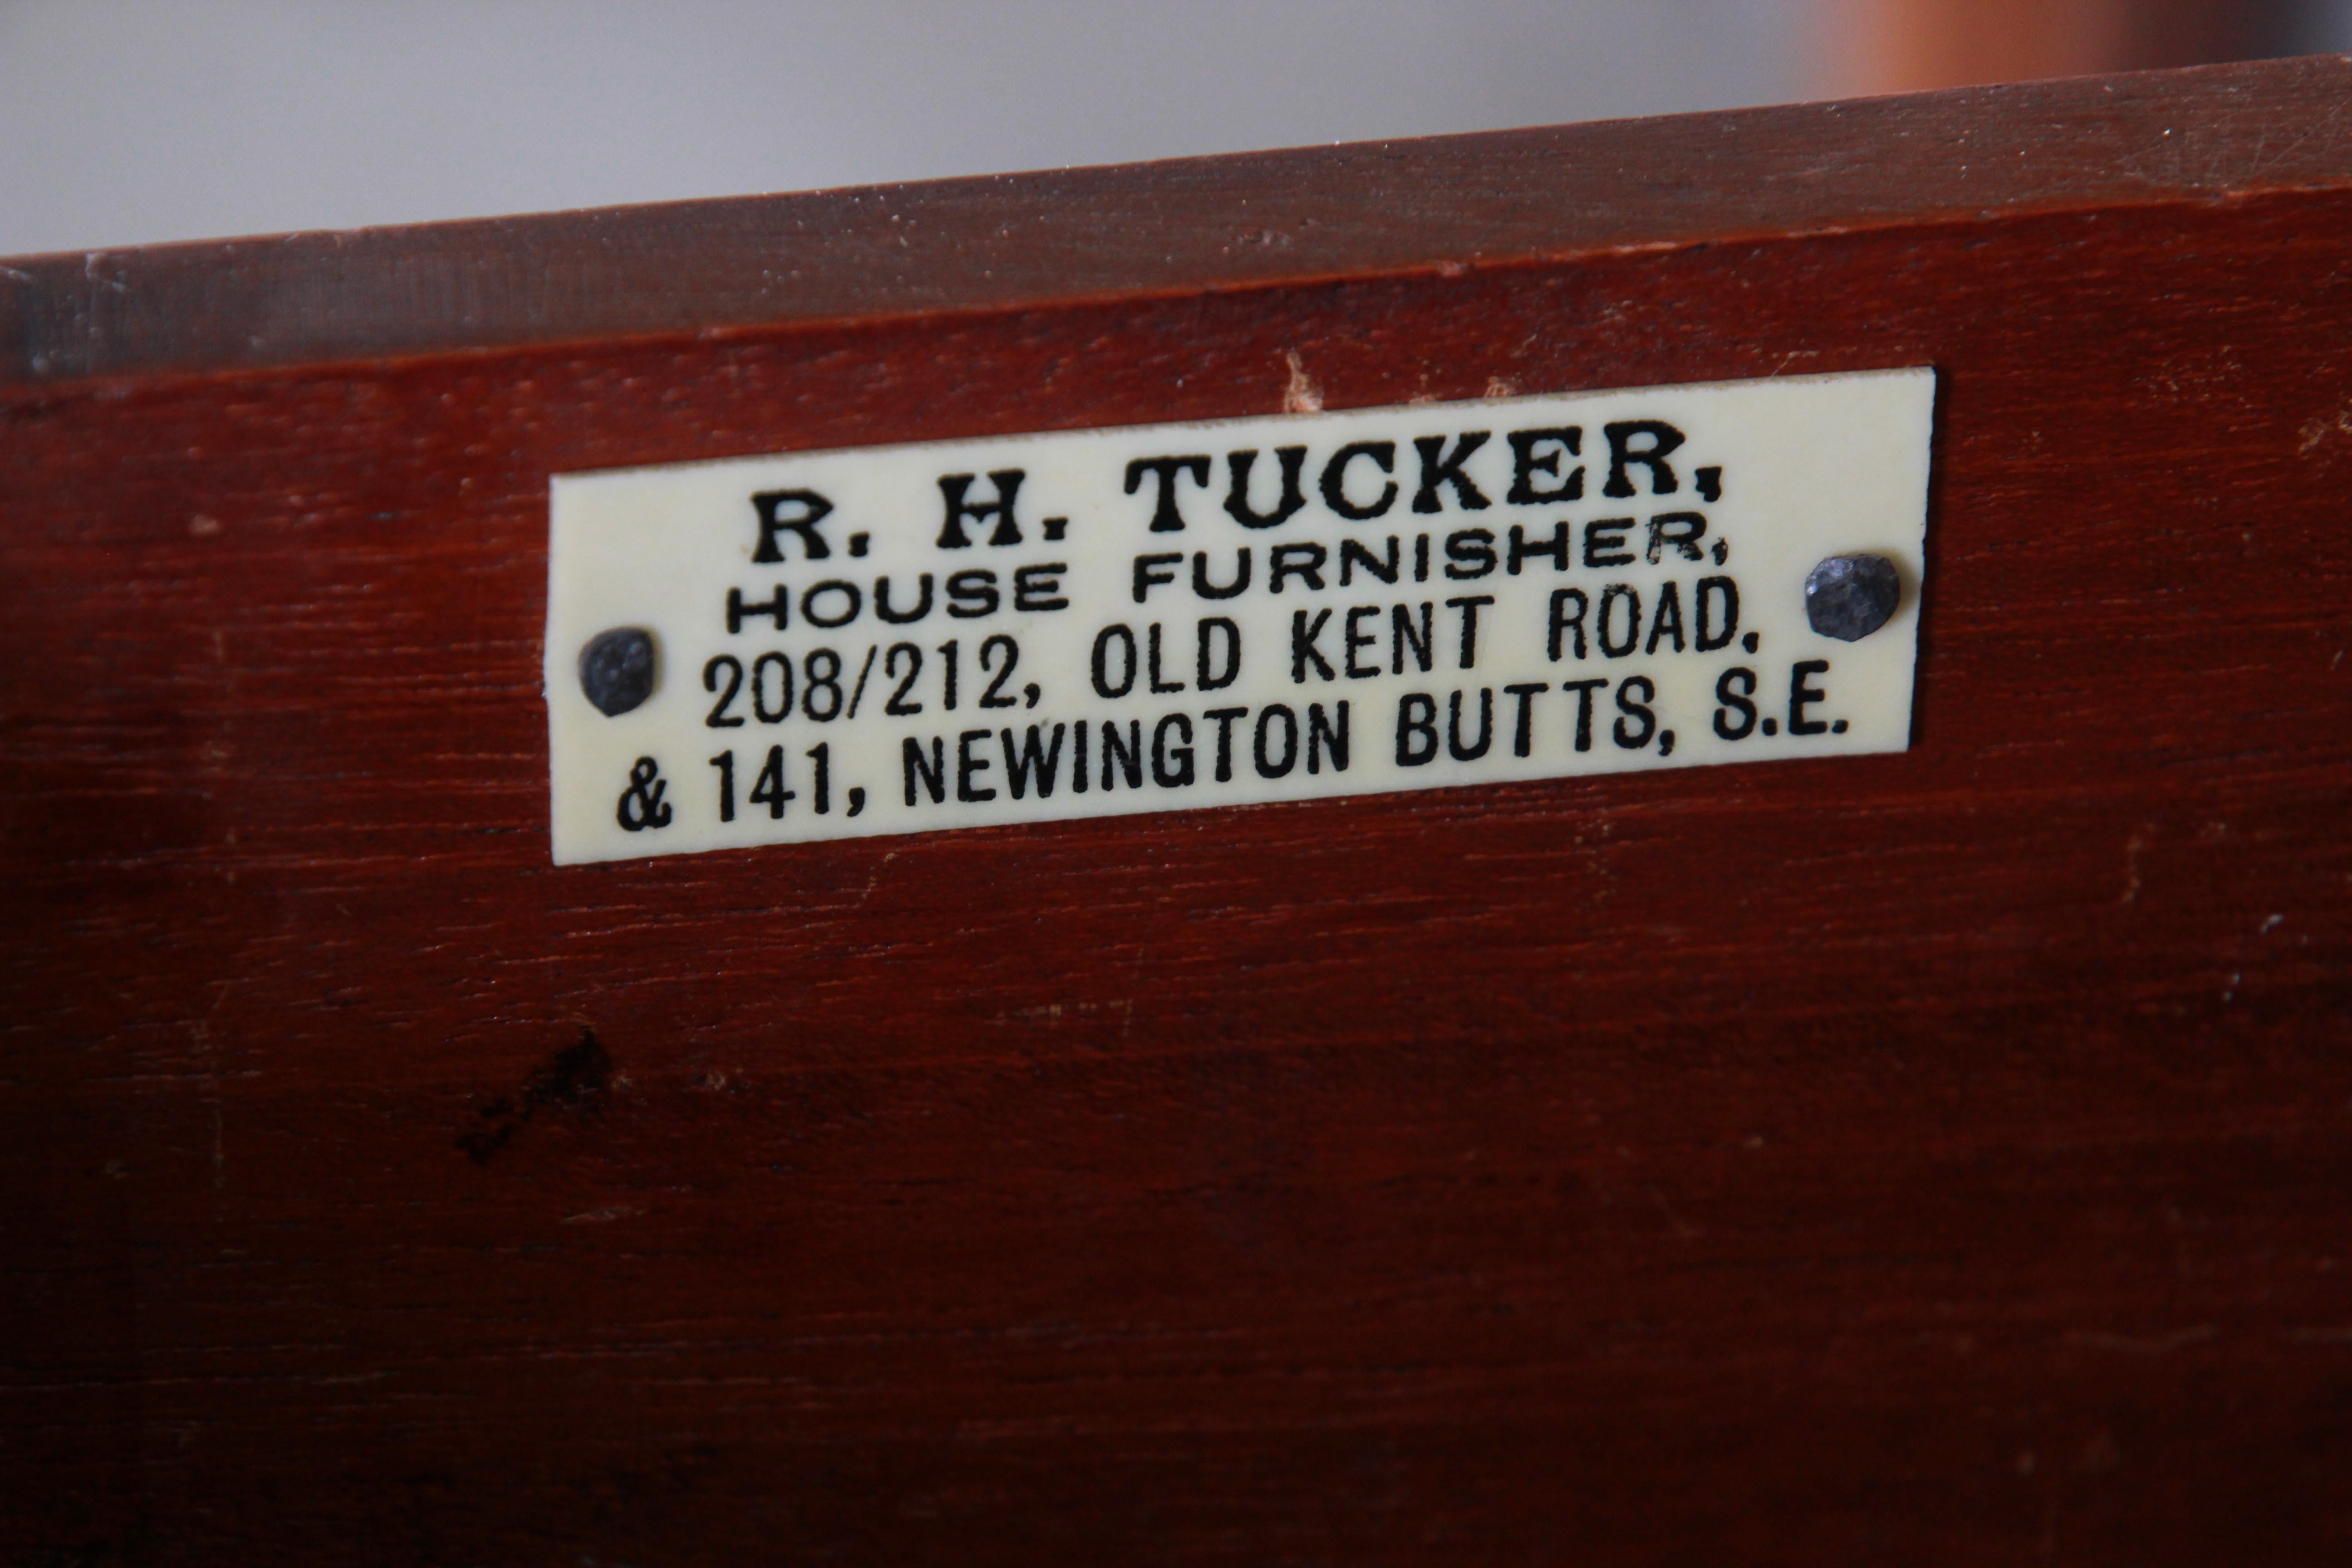 R. H. TUCKER,
HOUSE FURNISHER,
208/212, OLD KENT ROAD.
& 141, NEWINGTON BUTTS, S.E.